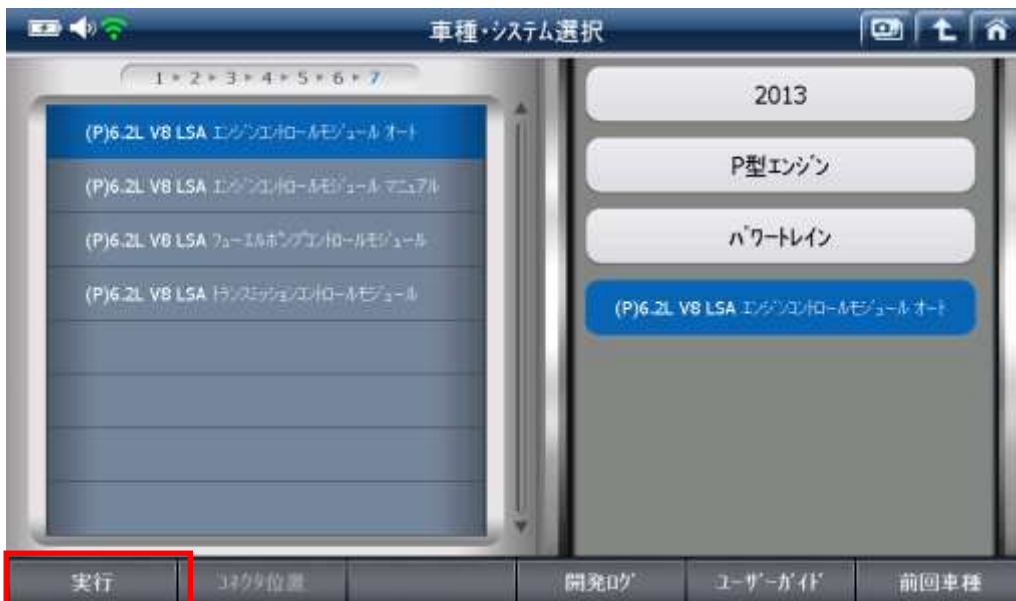 車種・システム選択
1 ▸ 2 ▸ 3 ▸ 4 ▸ 5 ▸ 6 ▸ 7
(P)6.2L V8 LSA エンジンコントロールモジュール オート
(P)6.2L V8 LSA エンジンコントロールモジュール マニュアル
(P)6.2L V8 LSA フューエルポンプコントロールモジュール
(P)6.2L V8 LSA トランスミッションコントロールモジュール
2013
P型エンジン
パワートレイン
(P)6.2L V8 LSA エンジンコントロールモジュール オート
実行
コネクタ位置
開発ログ
ユーザーガイド
前回車種